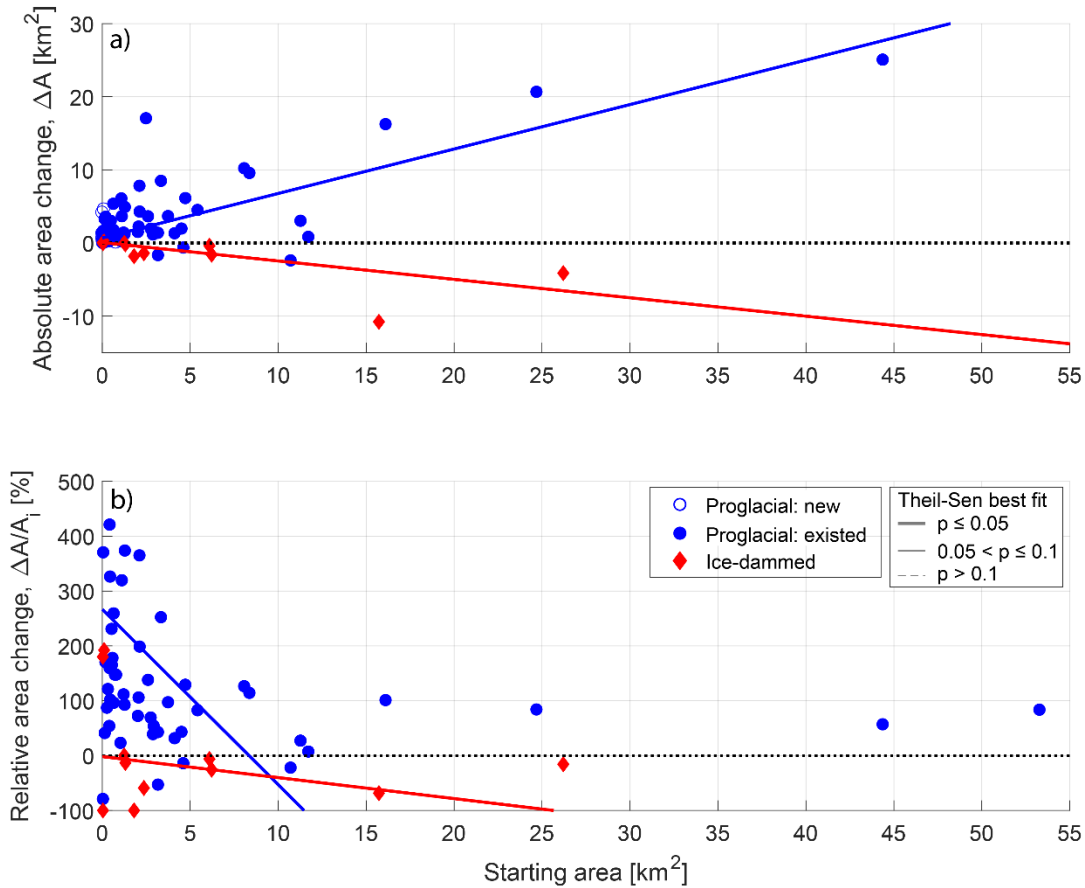 a)
Absolute area change, ΔA [km²]
30
20
10
0
-10
0 5 10 15 20 25 30 35 40 45 50 55
b)
Relative area change, ΔA/Aᵢ [%]
500
400
300
200
100
0
-100
Proglacial: new
Proglacial: existed
Ice-dammed
Theil-Sen best fit
p ≤ 0.05
0.05 < p ≤ 0.1
p > 0.1
0 5 10 15 20 25 30 35 40 45 50 55
Starting area [km²]